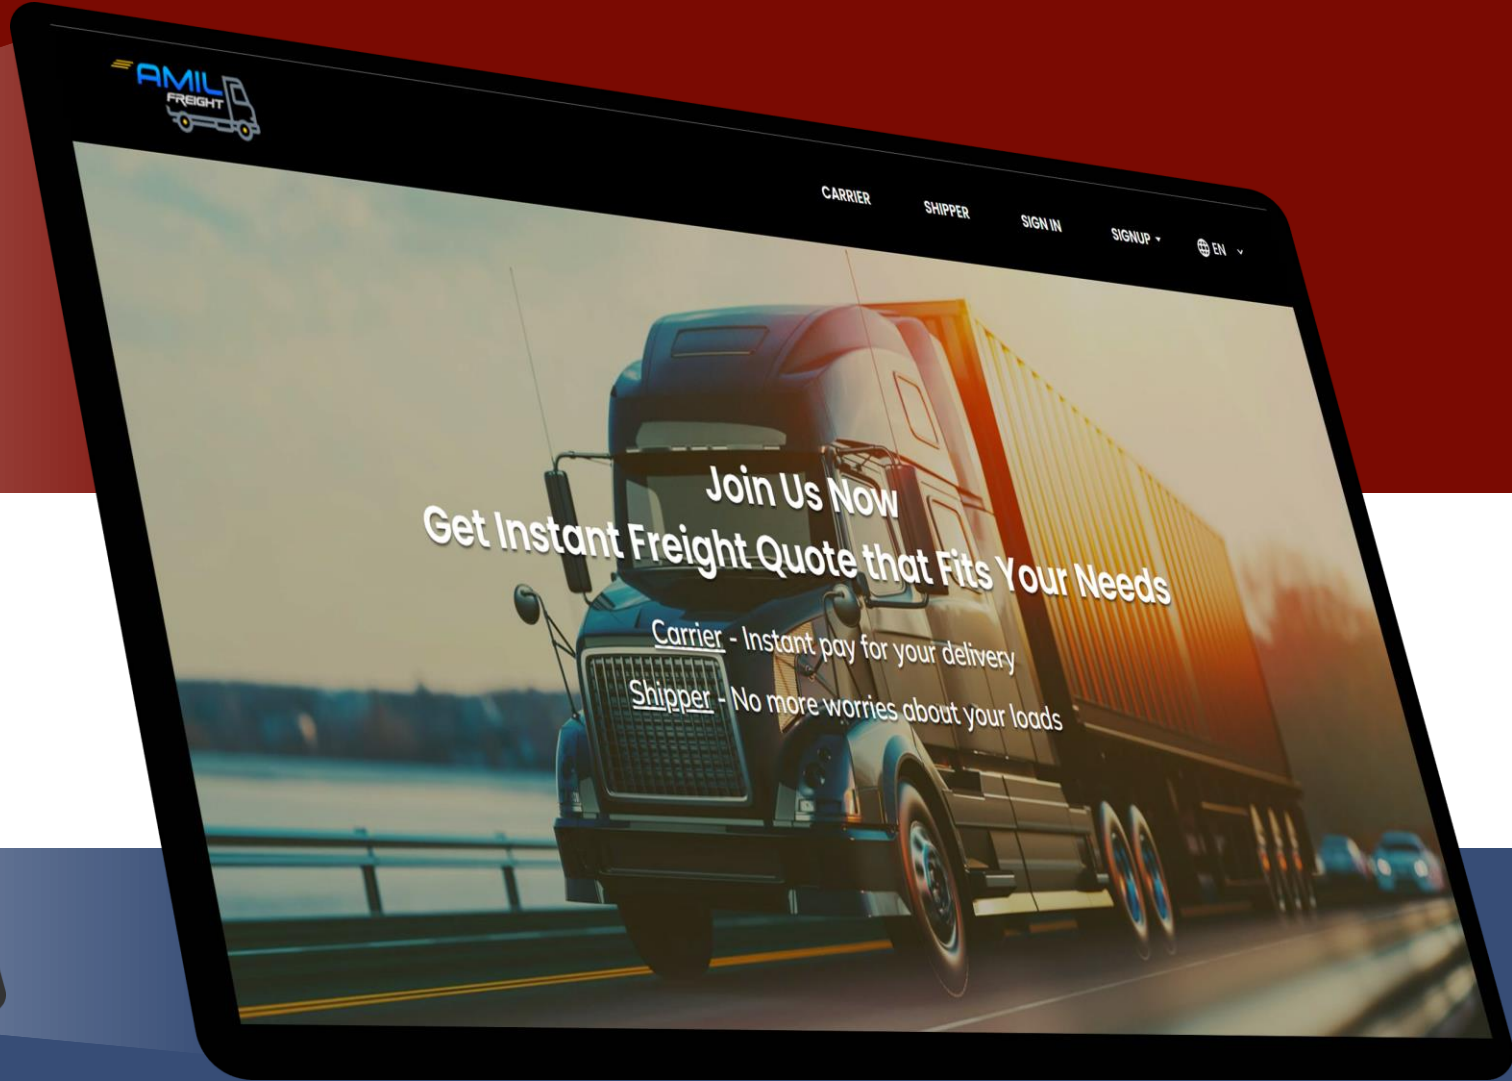 AMIL
FREIGHT
CARRIER
SHIPPER
SIGN IN
SIGNUP
EN
Join Us Now
Get Instant Freight Quote that Fits Your Needs
Carrier - Instant pay for your delivery
Shipper - No more worries about your loads